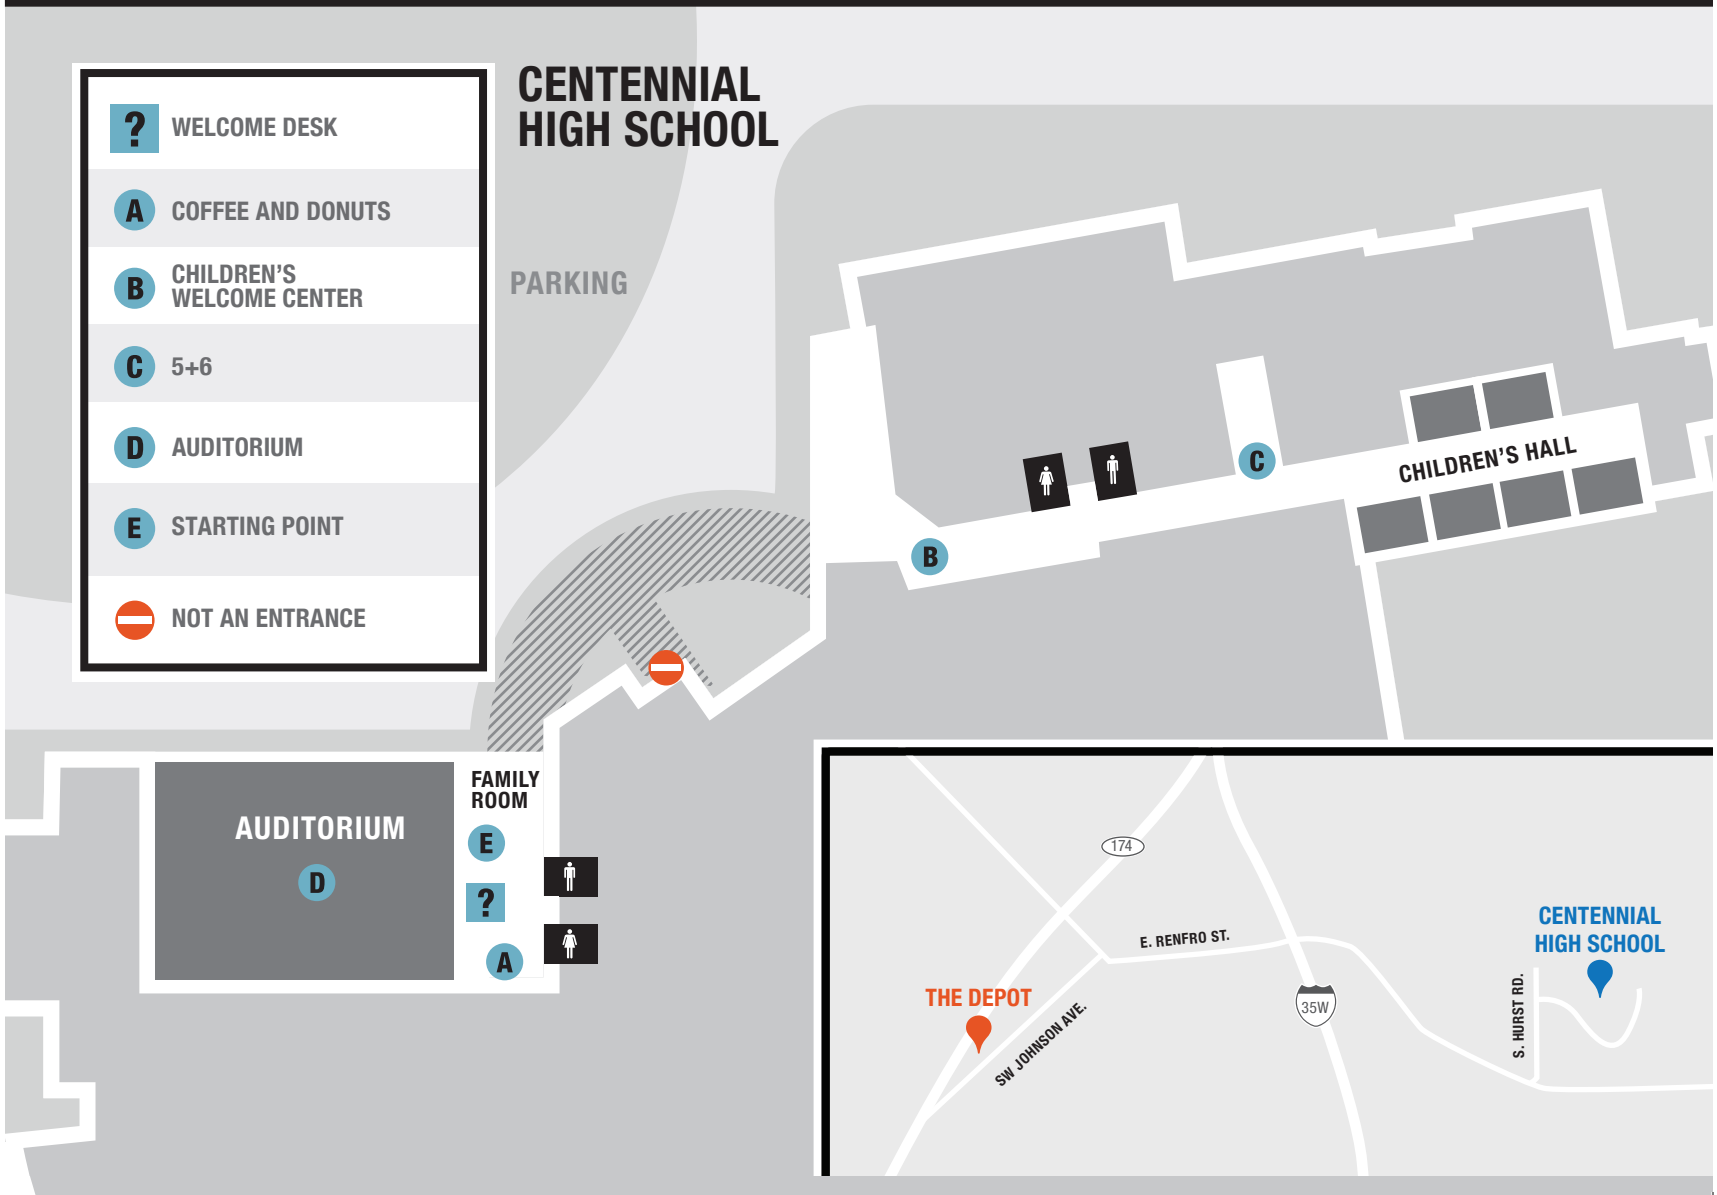 CENTENNIAL
HIGH SCHOOL
? WELCOME DESK
A COFFEE AND DONUTS
B CHILDREN'S
WELCOME CENTER
C 5+6
D AUDITORIUM
E STARTING POINT
NOT AN ENTRANCE
PARKING
C
CHILDREN'S HALL
B
FAMILY
ROOM
AUDITORIUM
D
E
?
A
174
E. RENFRO ST.
CENTENNIAL
HIGH SCHOOL
THE DEPOT
35W
S. HURST RD.
SW JOHNSON AVE.